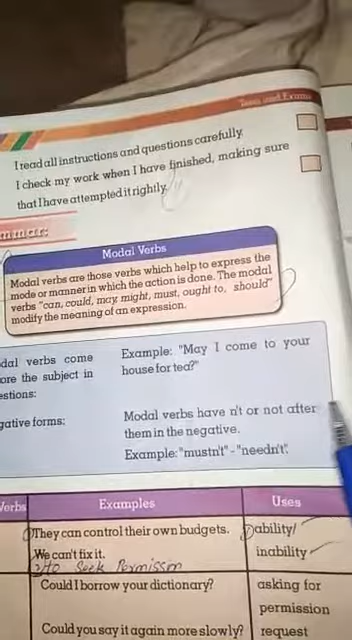 Tests and Exams
I read all instructions and questions carefully.
I check my work when I have finished, making sure
that I have attempted it rightly.
mmar:
Modal Verbs
Modal verbs are those verbs which help to express the
mode or manner in which the action is done. The modal
verbs "can, could, may, might, must, ought to, should"
modify the meaning of an expression.
dal verbs come
ore the subject in
estions:
Example: "May I come to your
house for tea?"
gative forms:
Modal verbs have n't or not after
them in the negative.
Example: "mustn't" - "needn't".
Verbs
Examples
Uses
They can control their own budgets.
We can't fix it.
ability/
inability
to Seek Permission
Could I borrow your dictionary?
asking for
permission
Could you say it again more slowly?
request